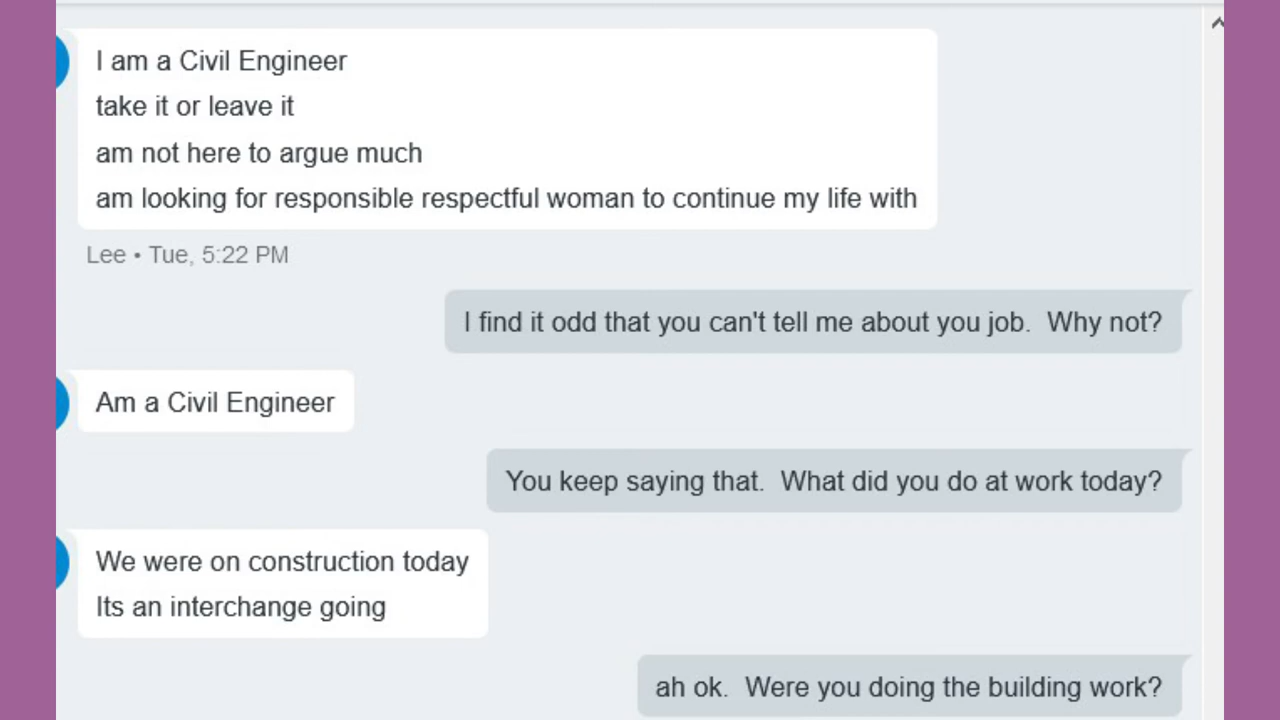 I am a Civil Engineer
take it or leave it
am not here to argue much
am looking for responsible respectful woman to continue my life with
Lee • Tue, 5:22 PM
I find it odd that you can't tell me about you job.  Why not?
Am a Civil Engineer
You keep saying that.  What did you do at work today?
We were on construction today
Its an interchange going
ah ok.  Were you doing the building work?